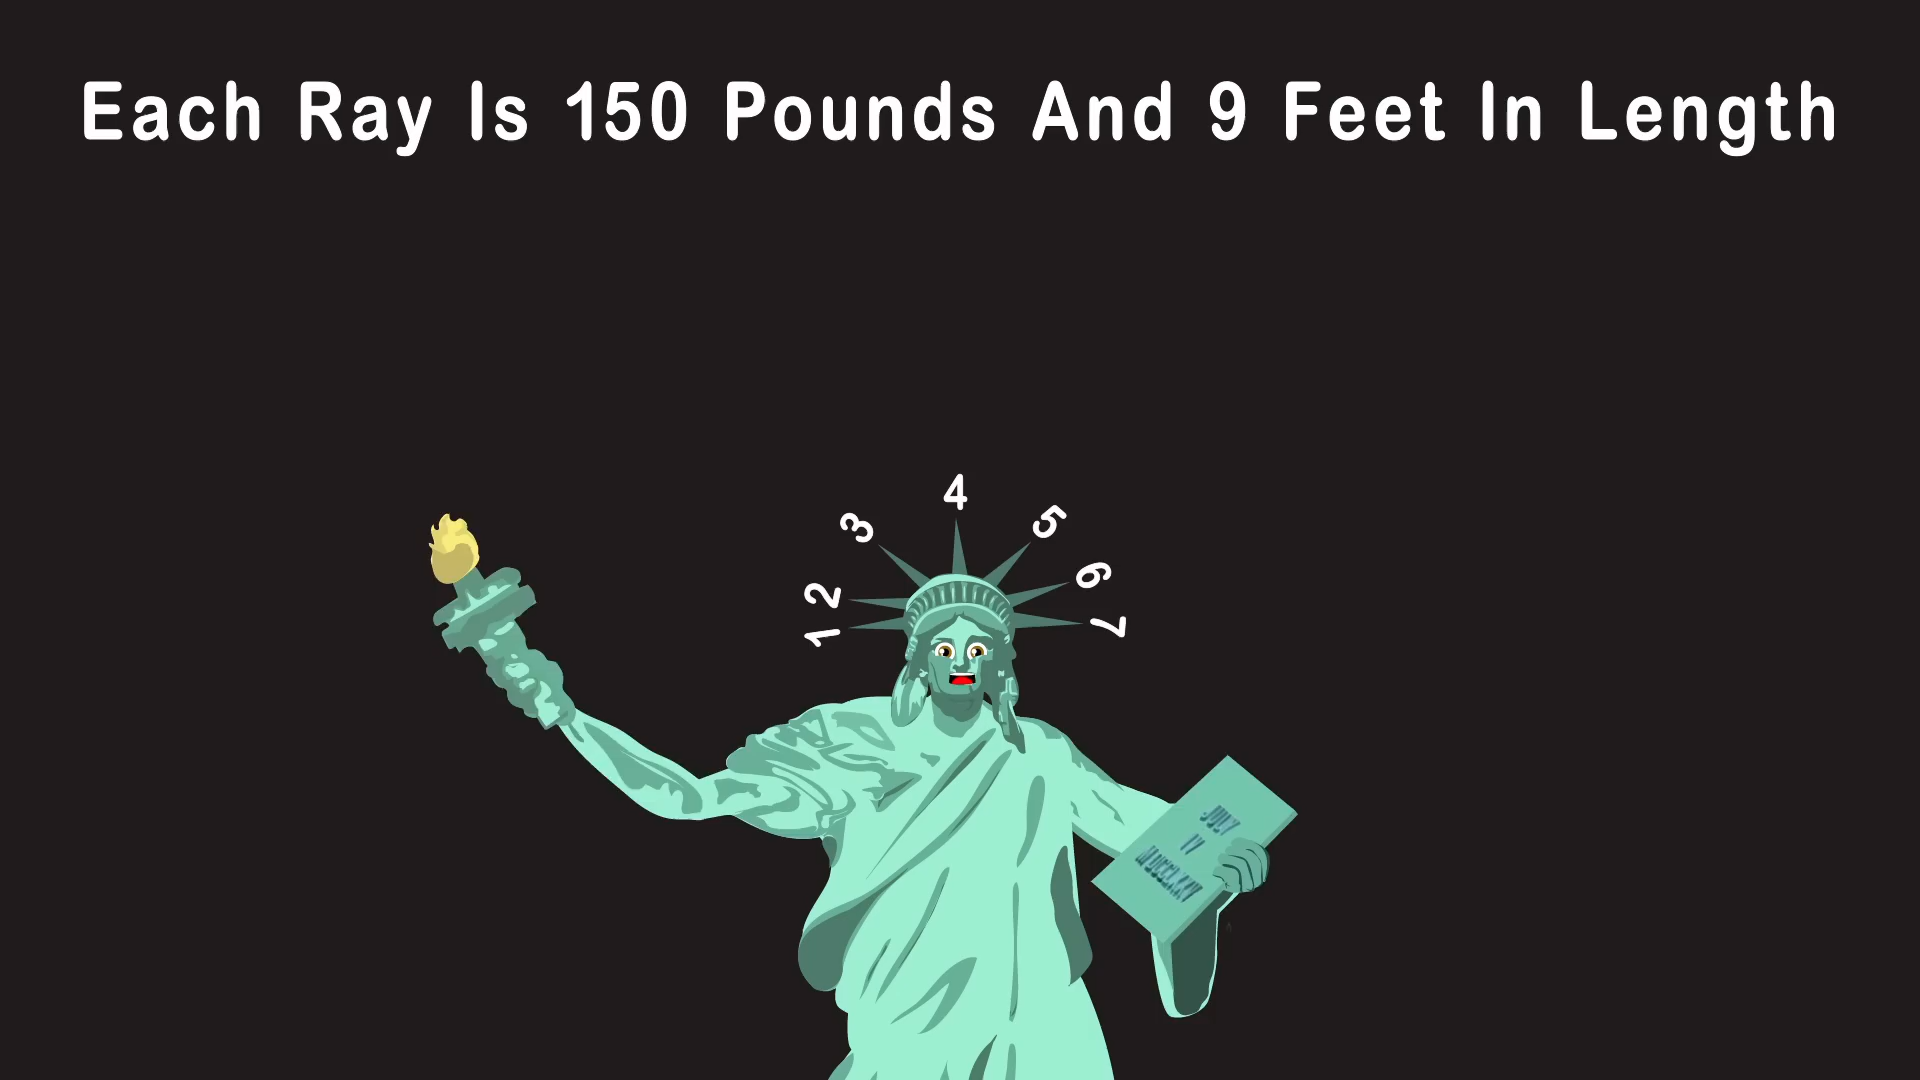 Each Ray Is 150 Pounds And 9 Feet In Length
4
3
5
2
6
1
7
JULY
IV
MDCCLXXVI